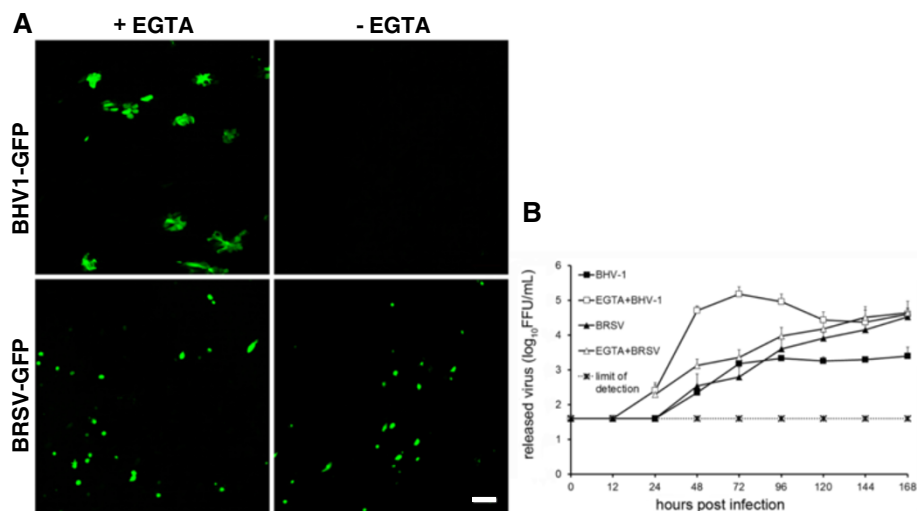 A
+ EGTA
- EGTA
BHV1-GFP
BRSV-GFP
B
released virus (log10FFU/mL)
6
5
4
3
2
1
0
BHV-1
EGTA+BHV-1
BRSV
EGTA+BRSV
limit of
detection
0 12 24 48 72 96 120 144 168
hours post infection